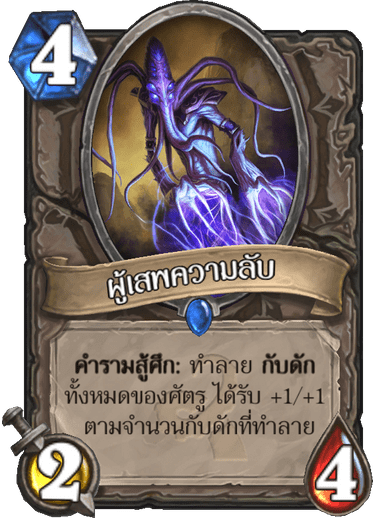 4
ผู้เสพความลับ
คำรามสู้ศึก: ทำลาย กับดัก
ทั้งหมดของศัตรู ได้รับ +1/+1
ตามจำนวนกับดักที่ทำลาย
2
4